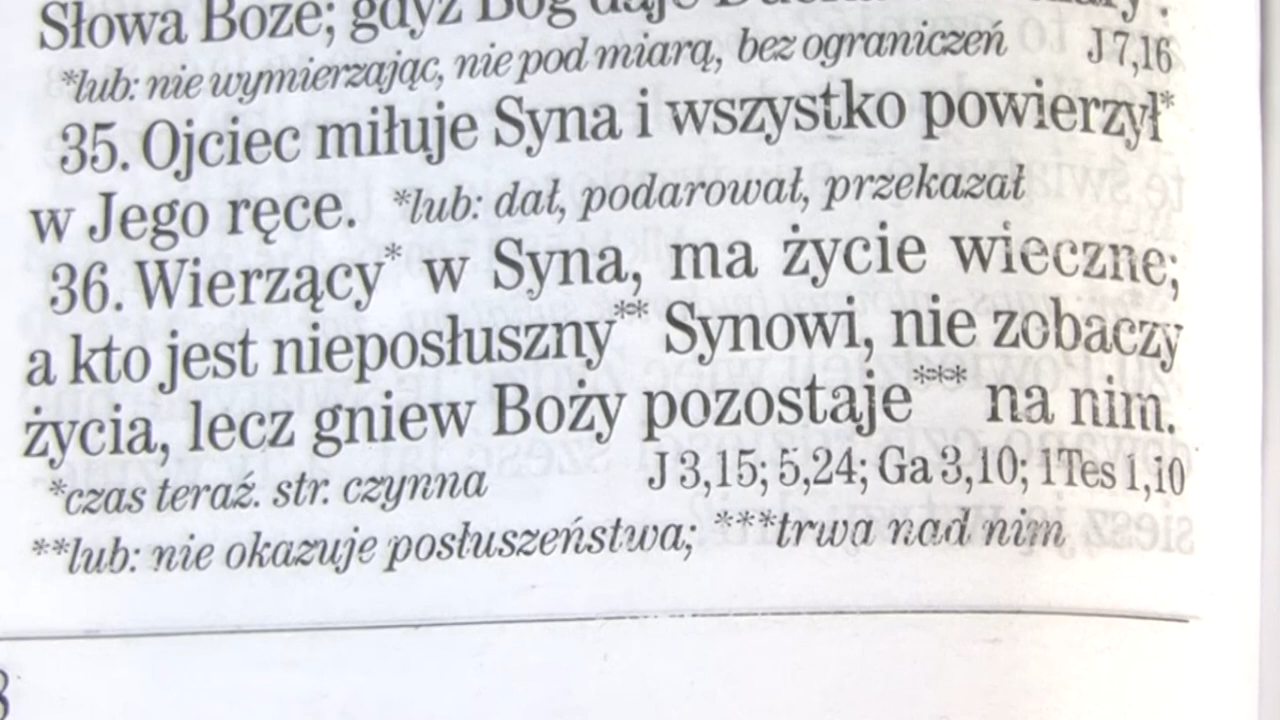 Słowa Boże; gdyż Bóg daje
*lub: nie wymierzając, nie pod miarą, bez ograniczeń J 7,16
35. Ojciec miłuje Syna i wszystko powierzył*
w Jego ręce. *lub: dał, podarował, przekazał
36. Wierzący* w Syna, ma życie wieczne;
a kto jest nieposłuszny** Synowi, nie zobaczy
życia, lecz gniew Boży pozostaje*** na nim.
*czas teraź. str. czynna J 3,15; 5,24; Ga 3,10; 1Tes 1,10
**lub: nie okazuje posłuszeństwa; ***trwa nad nim